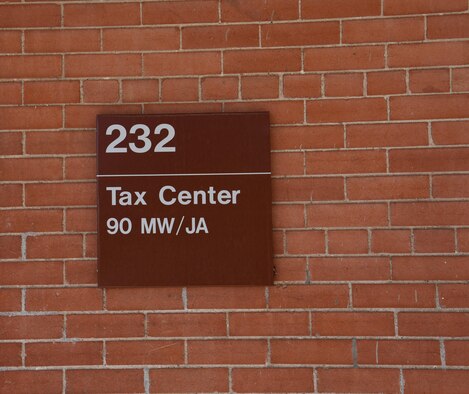 232
Tax Center
90 MW/JA